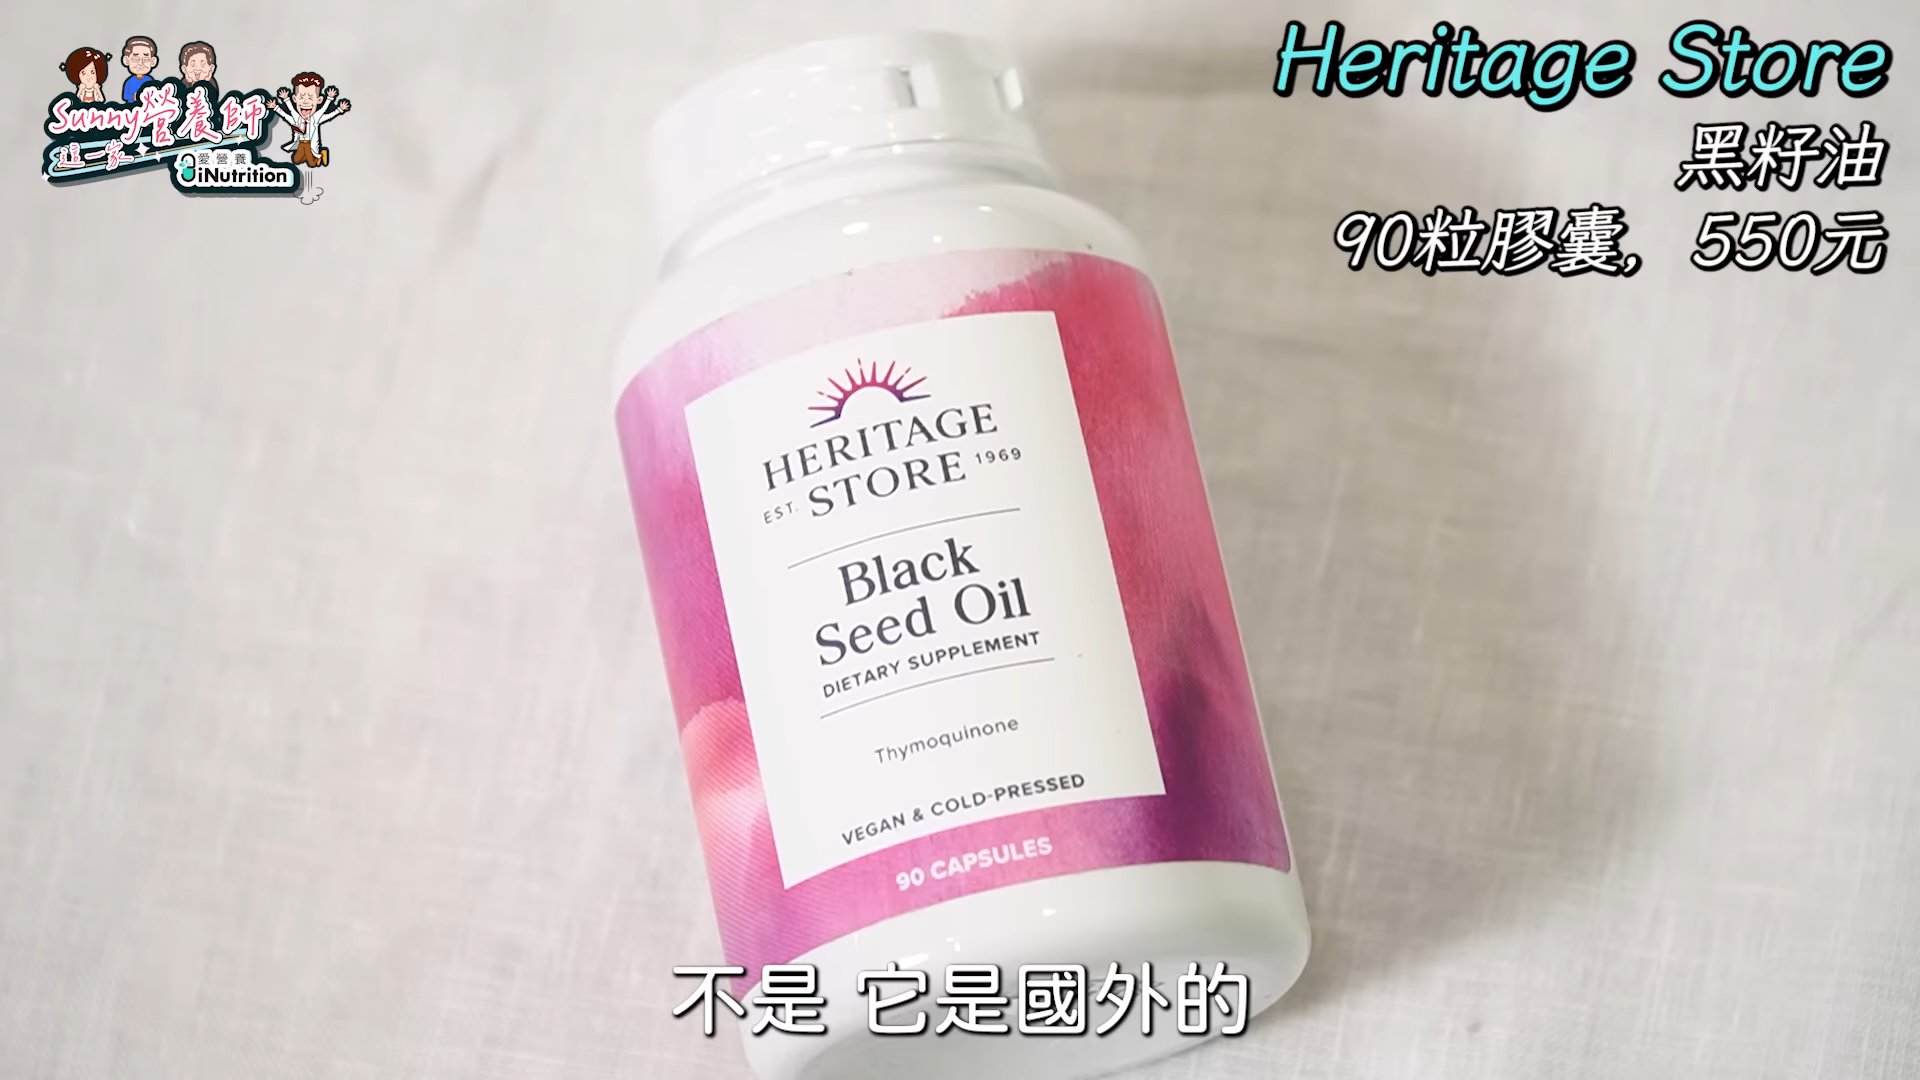 Sunny營養師
這一家
愛營養
iNutrition
Heritage Store
黑籽油
90粒膠囊，550元
HERITAGE
EST. STORE 1969
Black
Seed Oil
DIETARY SUPPLEMENT
Thymoquinone
VEGAN & COLD-PRESSED
90 CAPSULES
不是 它是國外的